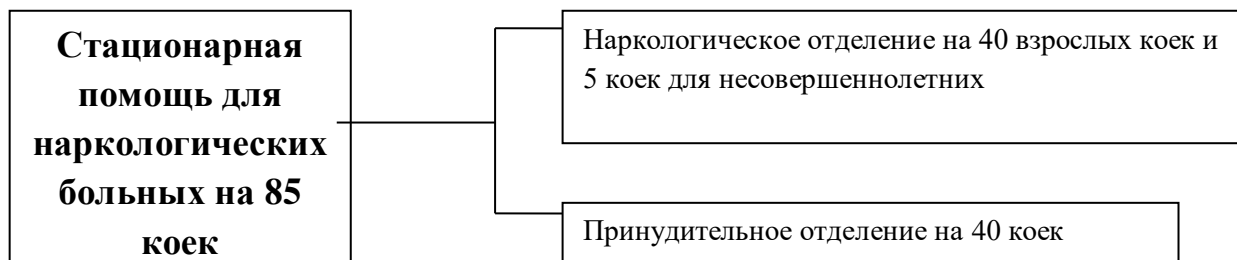 Стационарная
помощь для
наркологических
больных на 85
коек
Наркологическое отделение на 40 взрослых коек и
5 коек для несовершеннолетних
Принудительное отделение на 40 коек